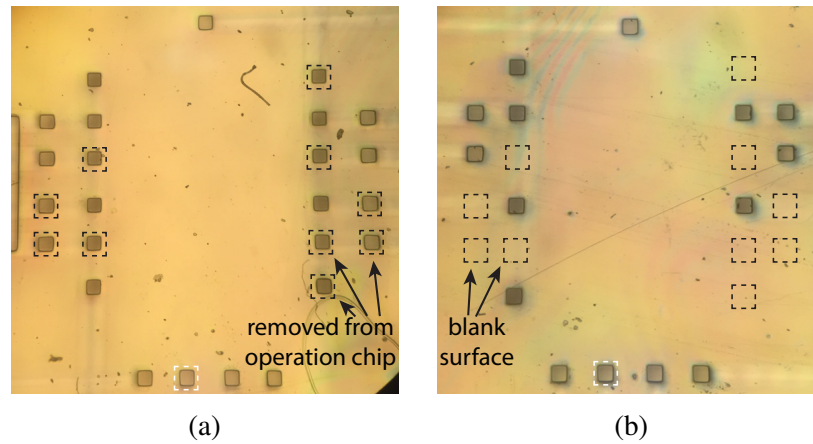 removed from
operation chip
blank
surface
(a)
(b)